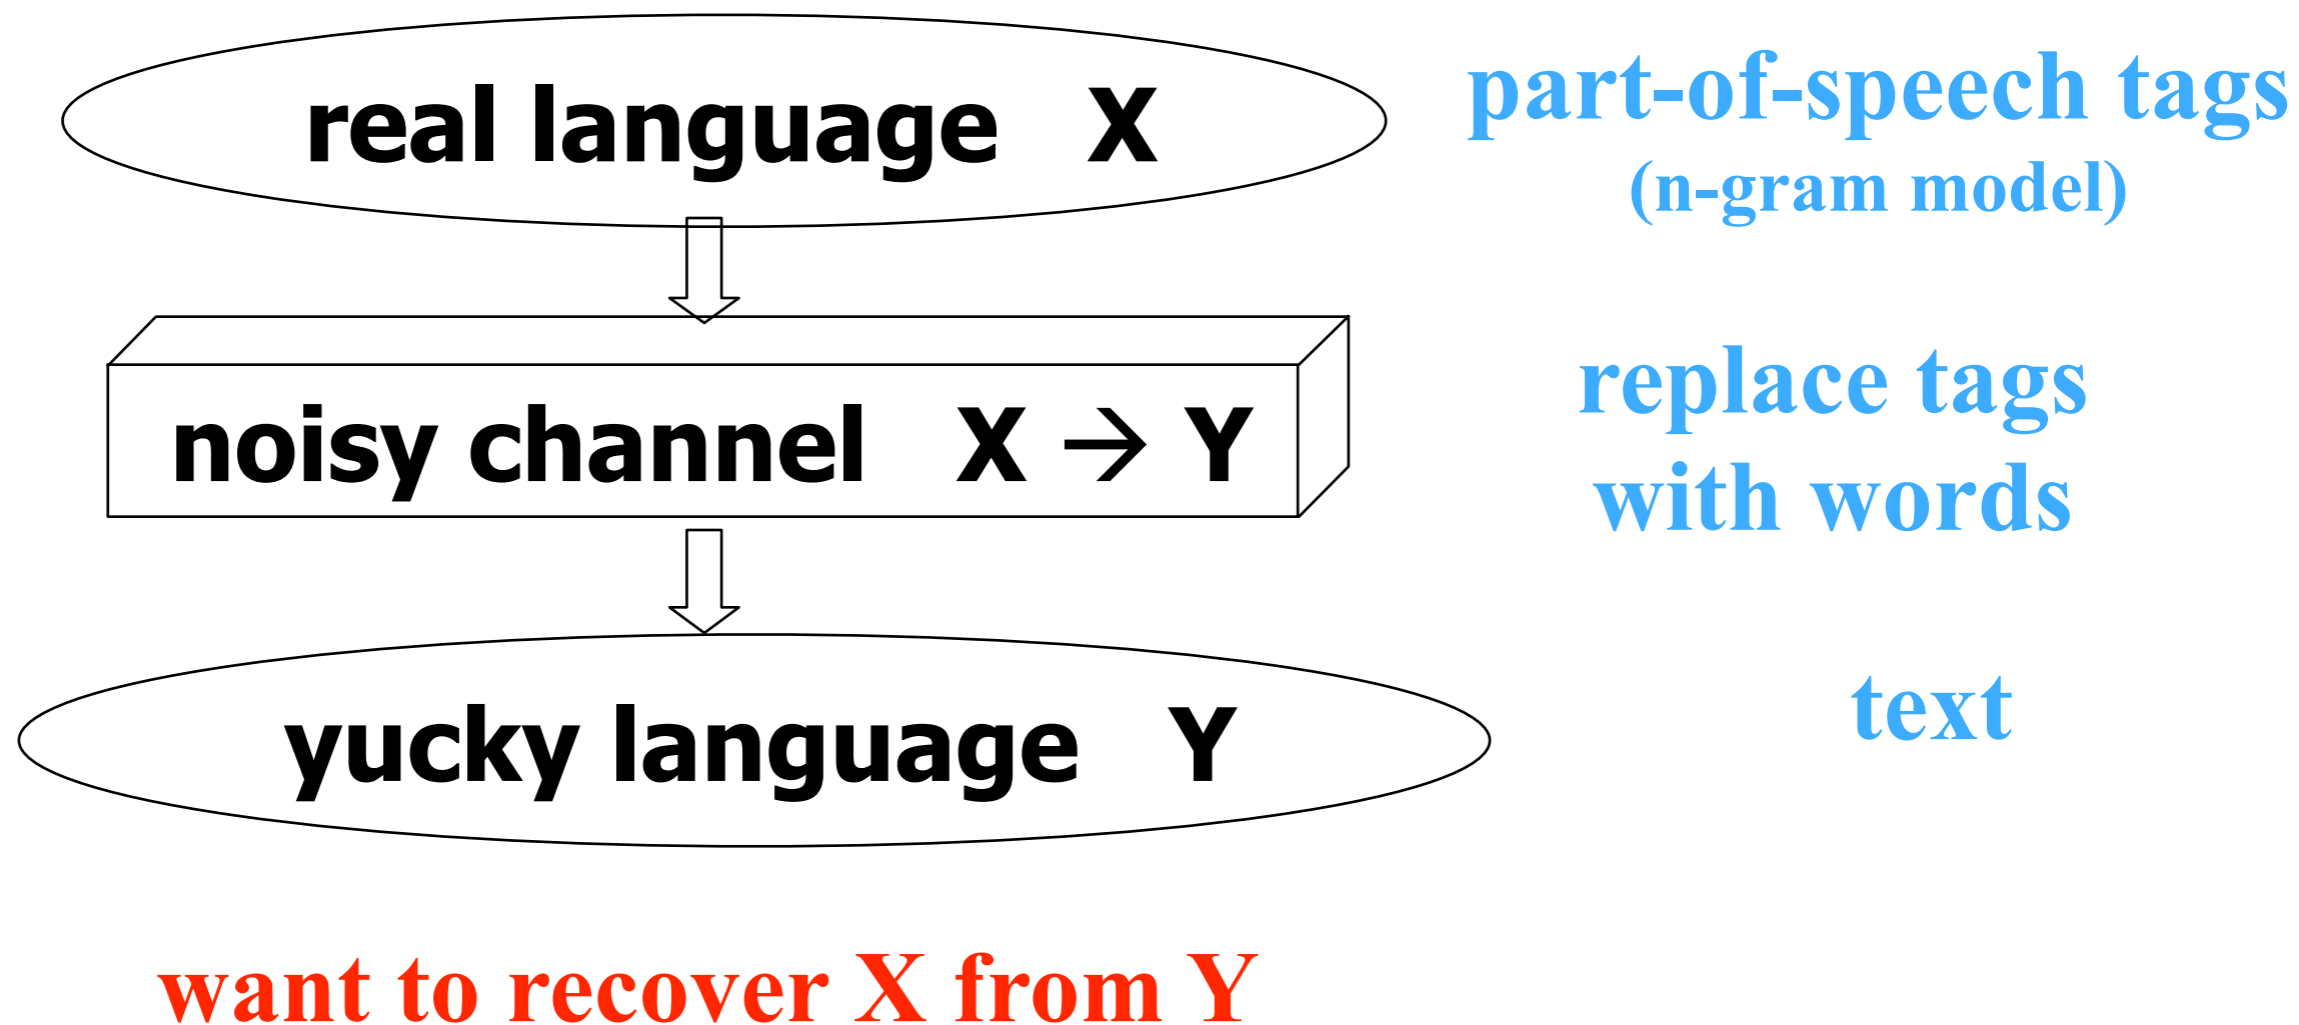 real language X
part-of-speech tags
(n-gram model)
noisy channel X → Y
replace tags
with words
yucky language Y
text
want to recover X from Y